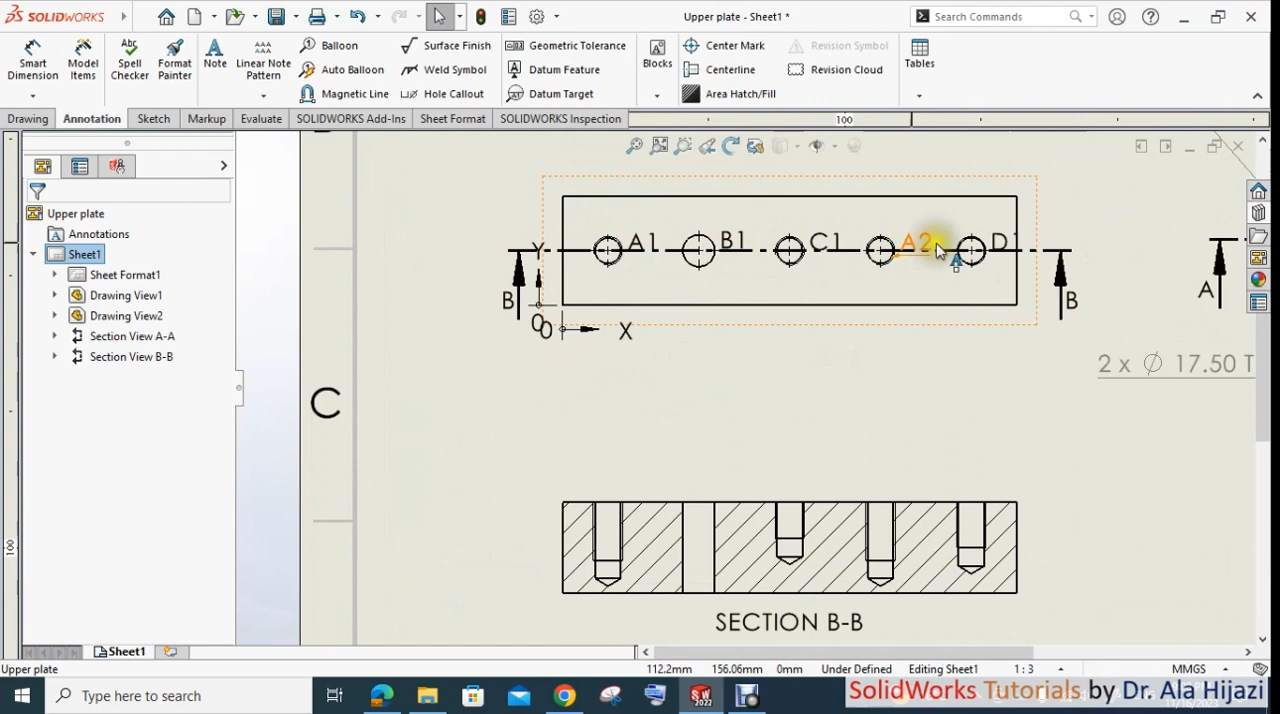 SOLIDWORKS
Upper plate - Sheet1 *
Search Commands
Smart Dimension
Model Items
Spell Checker
Format Painter
Note
Linear Note Pattern
Balloon
Auto Balloon
Magnetic Line
Surface Finish
Weld Symbol
Hole Callout
Geometric Tolerance
Datum Feature
Datum Target
Blocks
Center Mark
Centerline
Area Hatch/Fill
Revision Symbol
Revision Cloud
Tables
Drawing
Annotation
Sketch
Markup
Evaluate
SOLIDWORKS Add-Ins
Sheet Format
SOLIDWORKS Inspection
100
Upper plate
Annotations
Sheet1
Sheet Format1
Drawing View1
Drawing View2
Section View A-A
Section View B-B
A1
B1
C1
A2
D1
Y
B
B
A
0
0
X
2 x ∅ 17.50 T
C
100
SECTION B-B
Sheet1
Upper plate
112.2mm
156.06mm
0mm
Under Defined
Editing Sheet1
1 : 3
MMGS
Type here to search
SolidWorks Tutorials by Dr. Ala Hijazi